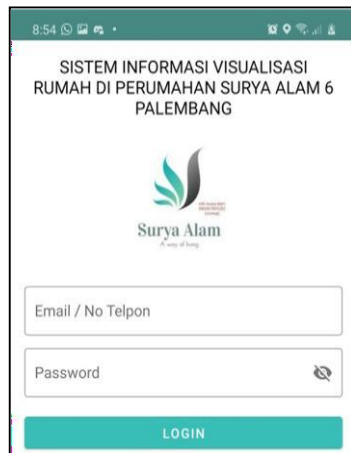 8:54
SISTEM INFORMASI VISUALISASI
RUMAH DI PERUMAHAN SURYA ALAM 6
PALEMBANG
Surya Alam
A way of living
Email / No Telpon
Password
LOGIN